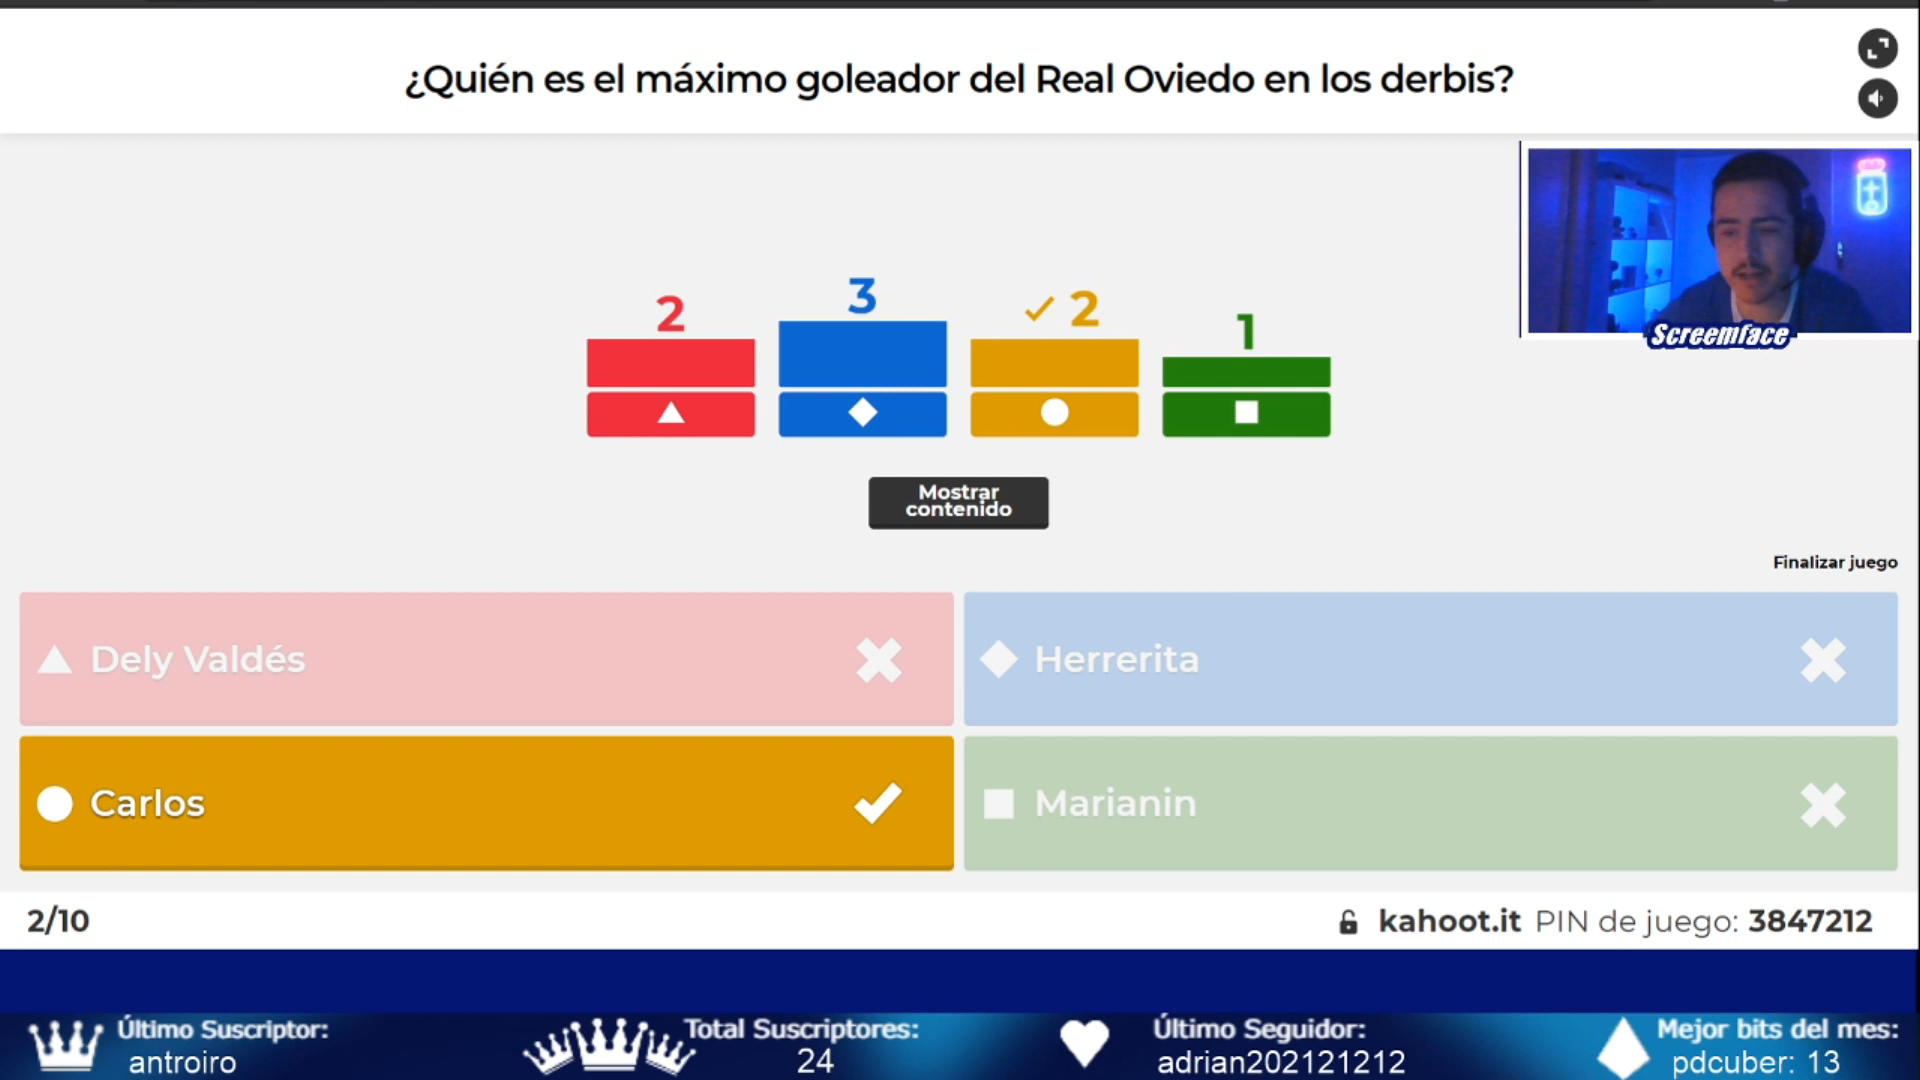 ¿Quién es el máximo goleador del Real Oviedo en los derbis?
Screemface
2
3
2
1
Mostrar
contenido
Finalizar juego
Dely Valdés
Herrerita
Carlos
Marianin
2/10
kahoot.it PIN de juego: 3847212
Último Suscriptor:
antroiro
Total Suscriptores:
24
Último Seguidor:
adrian202121212
Mejor bits del mes:
pdcuber: 13